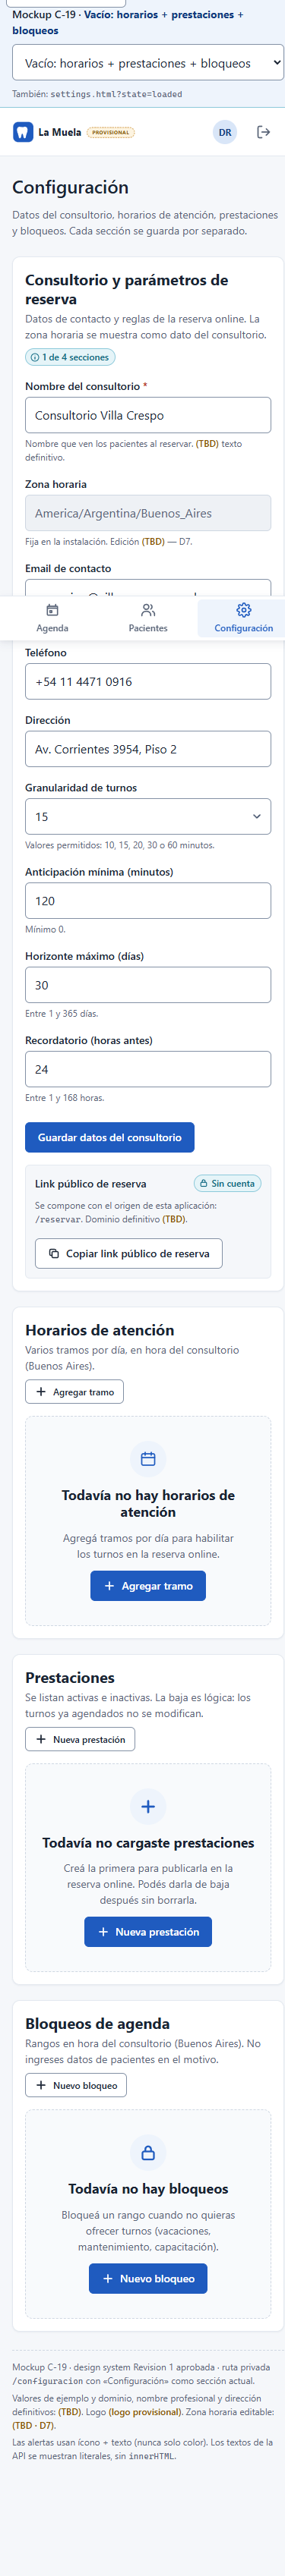 Mockup C-19 · Vacío: horarios + prestaciones +
bloqueos
Vacío: horarios + prestaciones + bloqueos
También: settings.html?state=loaded
La Muela
PROVISIONAL
DR
Configuración
Datos del consultorio, horarios de atención, prestaciones
y bloqueos. Cada sección se guarda por separado.
Consultorio y parámetros de
reserva
Datos de contacto y reglas de la reserva online. La
zona horaria se muestra como dato del consultorio.
1 de 4 secciones
Nombre del consultorio *
Consultorio Villa Crespo
Nombre que ven los pacientes al reservar. (TBD) texto
definitivo.
Zona horaria
America/Argentina/Buenos_Aires
Fija en la instalación. Edición (TBD) — D7.
Email de contacto
Agenda
Pacientes
Configuración
Teléfono
+54 11 4471 0916
Dirección
Av. Corrientes 3954, Piso 2
Granularidad de turnos
15
Valores permitidos: 10, 15, 20, 30 o 60 minutos.
Anticipación mínima (minutos)
120
Mínimo 0.
Horizonte máximo (días)
30
Entre 1 y 365 días.
Recordatorio (horas antes)
24
Entre 1 y 168 horas.
Guardar datos del consultorio
Link público de reserva
Sin cuenta
Se compone con el origen de esta aplicación:
/reservar. Dominio definitivo (TBD).
Copiar link público de reserva
Horarios de atención
Varios tramos por día, en hora del consultorio
(Buenos Aires).
Agregar tramo
Todavía no hay horarios de
atención
Agregá tramos por día para habilitar
los turnos en la reserva online.
Agregar tramo
Prestaciones
Se listan activas e inactivas. La baja es lógica: los
turnos ya agendados no se modifican.
Nueva prestación
Todavía no cargaste prestaciones
Creá la primera para publicarla en la
reserva online. Podés darla de baja
después sin borrarla.
Nueva prestación
Bloqueos de agenda
Rangos en hora del consultorio (Buenos Aires). No
ingreses datos de pacientes en el motivo.
Nuevo bloqueo
Todavía no hay bloqueos
Bloqueá un rango cuando no quieras
ofrecer turnos (vacaciones,
mantenimiento, capacitación).
Nuevo bloqueo
Mockup C-19 · design system Revision 1 aprobada · ruta privada
/configuracion con «Configuración» como sección actual.
Valores de ejemplo y dominio, nombre profesional y dirección
definitivos: (TBD). Logo (logo provisional). Zona horaria editable:
(TBD · D7).
Las alertas usan ícono + texto (nunca solo color). Los textos de la
API se muestran literales, sin innerHTML.